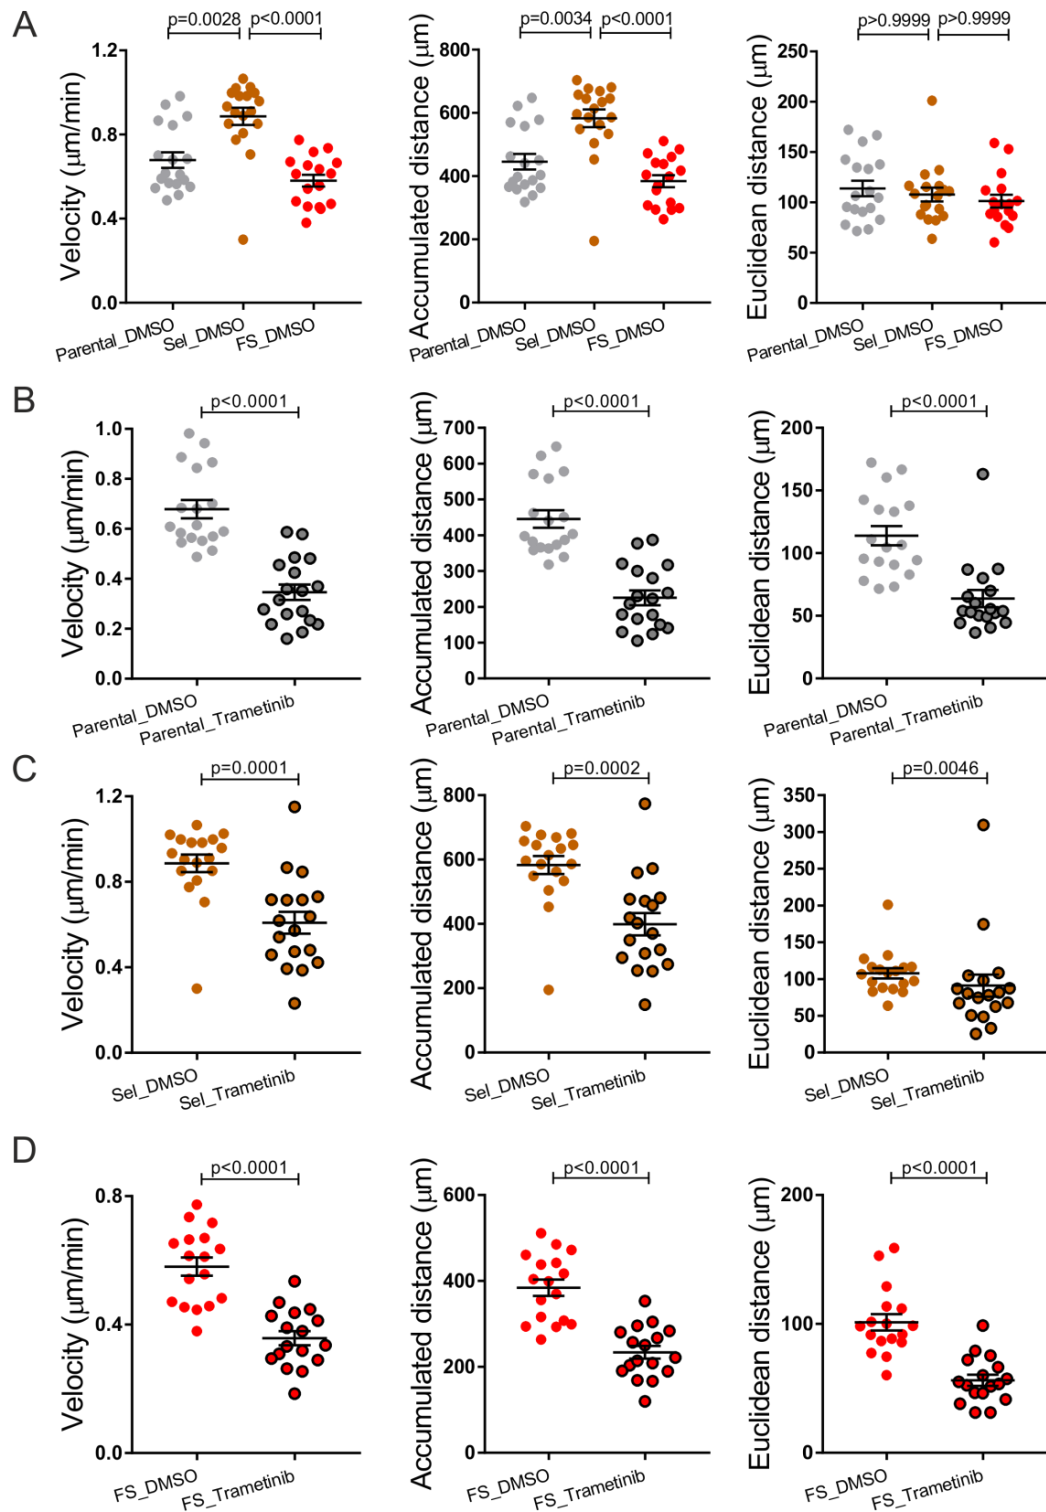 A
p=0.0028 p<0.0001
Velocity (µm/min)
1.2
0.8
0.4
0.0
Parental_DMSO
Sel_DMSO
FS_DMSO
p=0.0034 p<0.0001
Accumulated distance (µm)
800
600
400
200
0
Parental_DMSO
Sel_DMSO
FS_DMSO
p>0.9999 p>0.9999
Euclidean distance (µm)
250
200
150
100
50
0
Parental_DMSO
Sel_DMSO
FS_DMSO
B
p<0.0001
Velocity (µm/min)
1.0
0.8
0.6
0.4
0.2
0.0
Parental_DMSO
Parental_Trametinib
p<0.0001
Accumulated distance (µm)
700
600
500
400
300
200
100
0
Parental_DMSO
Parental_Trametinib
p<0.0001
Euclidean distance (µm)
200
150
100
50
0
Parental_DMSO
Parental_Trametinib
C
p=0.0001
Velocity (µm/min)
1.2
0.8
0.4
0.0
Sel_DMSO
Sel_Trametinib
p=0.0002
Accumulated distance (µm)
800
600
400
200
0
Sel_DMSO
Sel_Trametinib
p=0.0046
Euclidean distance (µm)
350
300
250
200
150
100
50
0
Sel_DMSO
Sel_Trametinib
D
p<0.0001
Velocity (µm/min)
0.8
0.4
0.0
FS_DMSO
FS_Trametinib
p<0.0001
Accumulated distance (µm)
600
400
200
0
FS_DMSO
FS_Trametinib
p<0.0001
Euclidean distance (µm)
200
100
0
FS_DMSO
FS_Trametinib